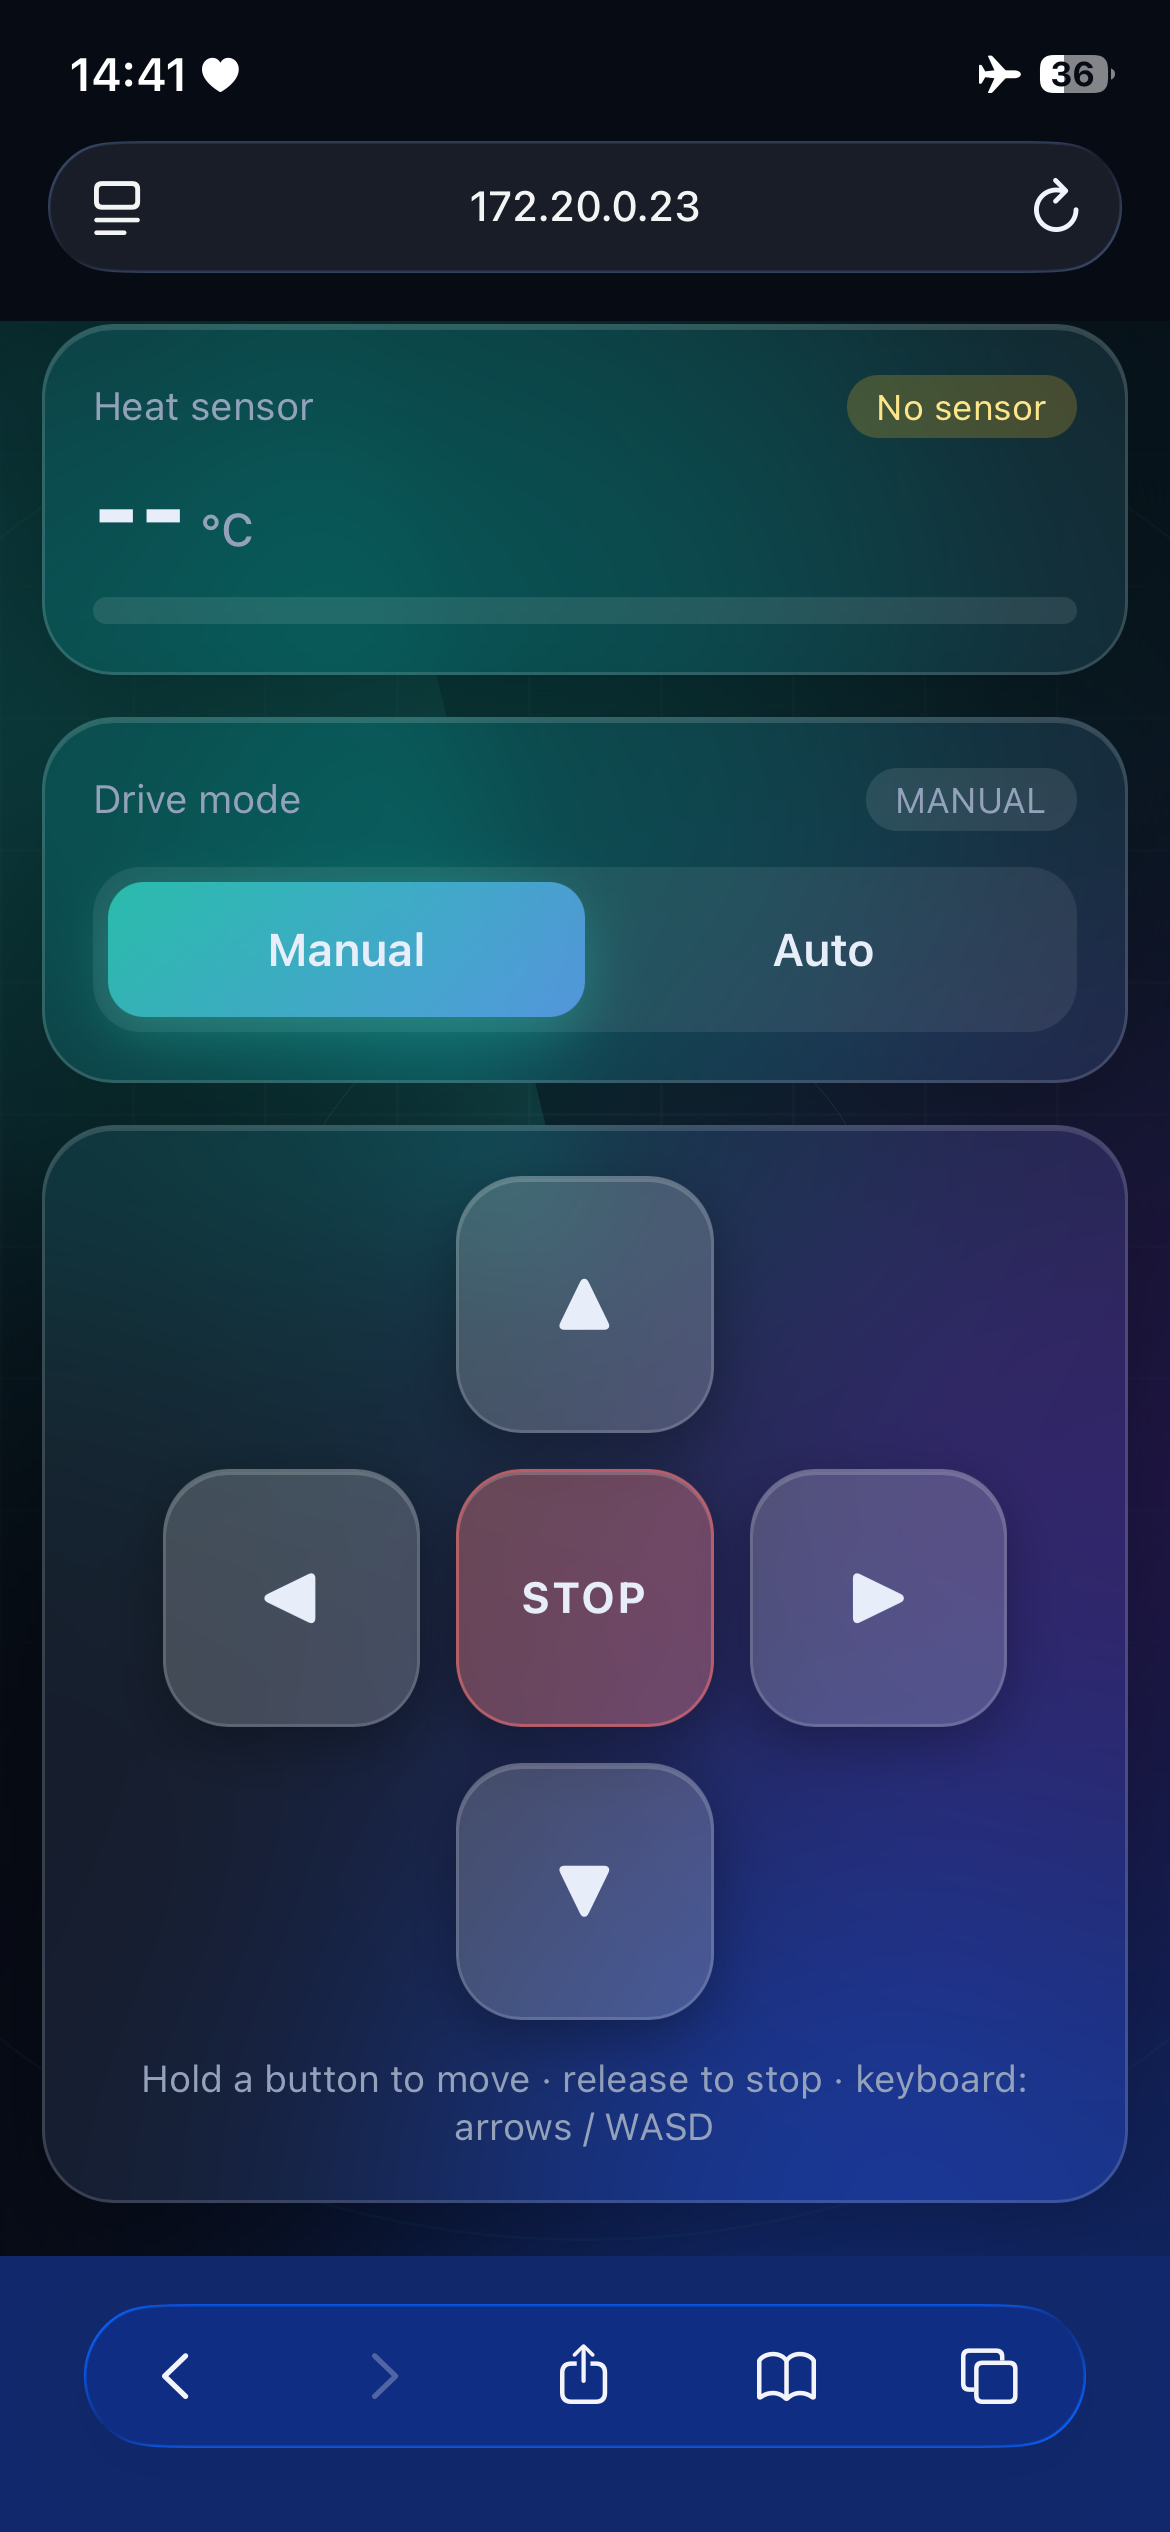 14:41
36
172.20.0.23
Heat sensor
No sensor
-- °C
Drive mode
MANUAL
Manual
Auto
STOP
Hold a button to move · release to stop · keyboard:
arrows / WASD